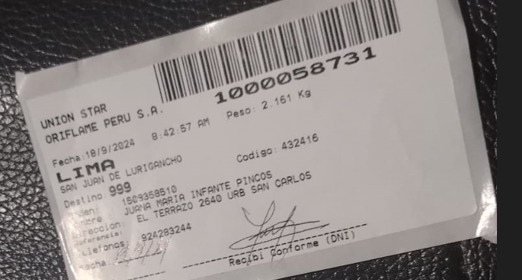 1000058731
UNION STAR
ORIFLAME PERU S.A.
Fecha:18/9/2024 8:42:57 AM Peso: 2.161 Kg
LIMA
SAN JUAN DE LURIGANCHO
Destino: 999 Codigo: 432416
1509358510
JUANA MARIA INFANTE PINCOS
EL TERRAZO 2640 URB SAN CARLOS
924283244
Recibi Conforme (DNI)